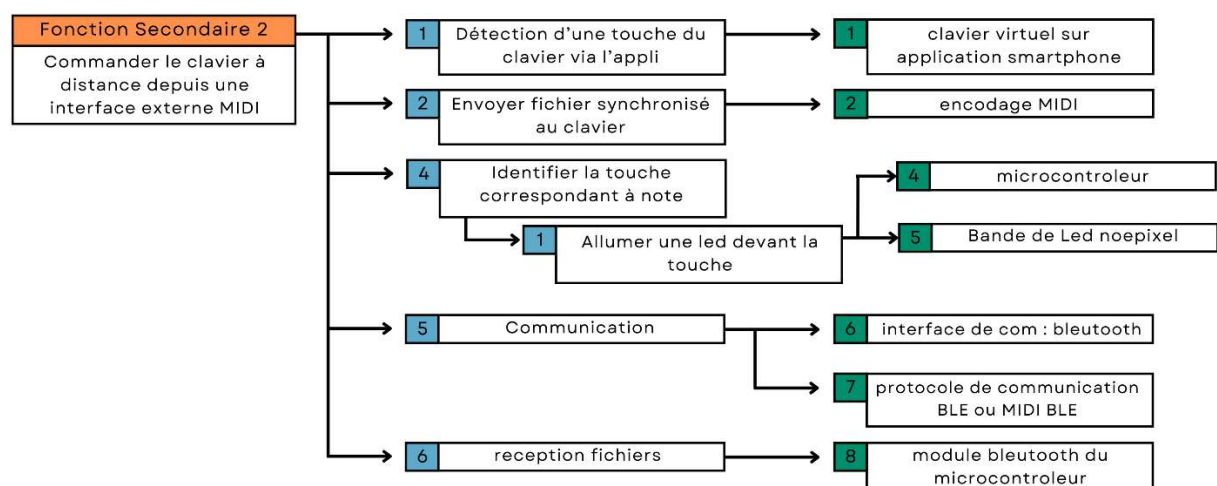 Fonction Secondaire 2
Commander le clavier à
distance depuis une
interface externe MIDI
1
Détection d'une touche du
clavier via l'appli
1
clavier virtuel sur
application smartphone
2
Envoyer fichier synchronisé
au clavier
2
encodage MIDI
4
Identifier la touche
correspondant à note
1
Allumer une led devant la
touche
4
microcontroleur
5
Bande de Led noepixel
5
Communication
6
interface de com : bleutooth
7
protocole de communication
BLE ou MIDI BLE
6
reception fichiers
8
module bleutooth du
microcontroleur